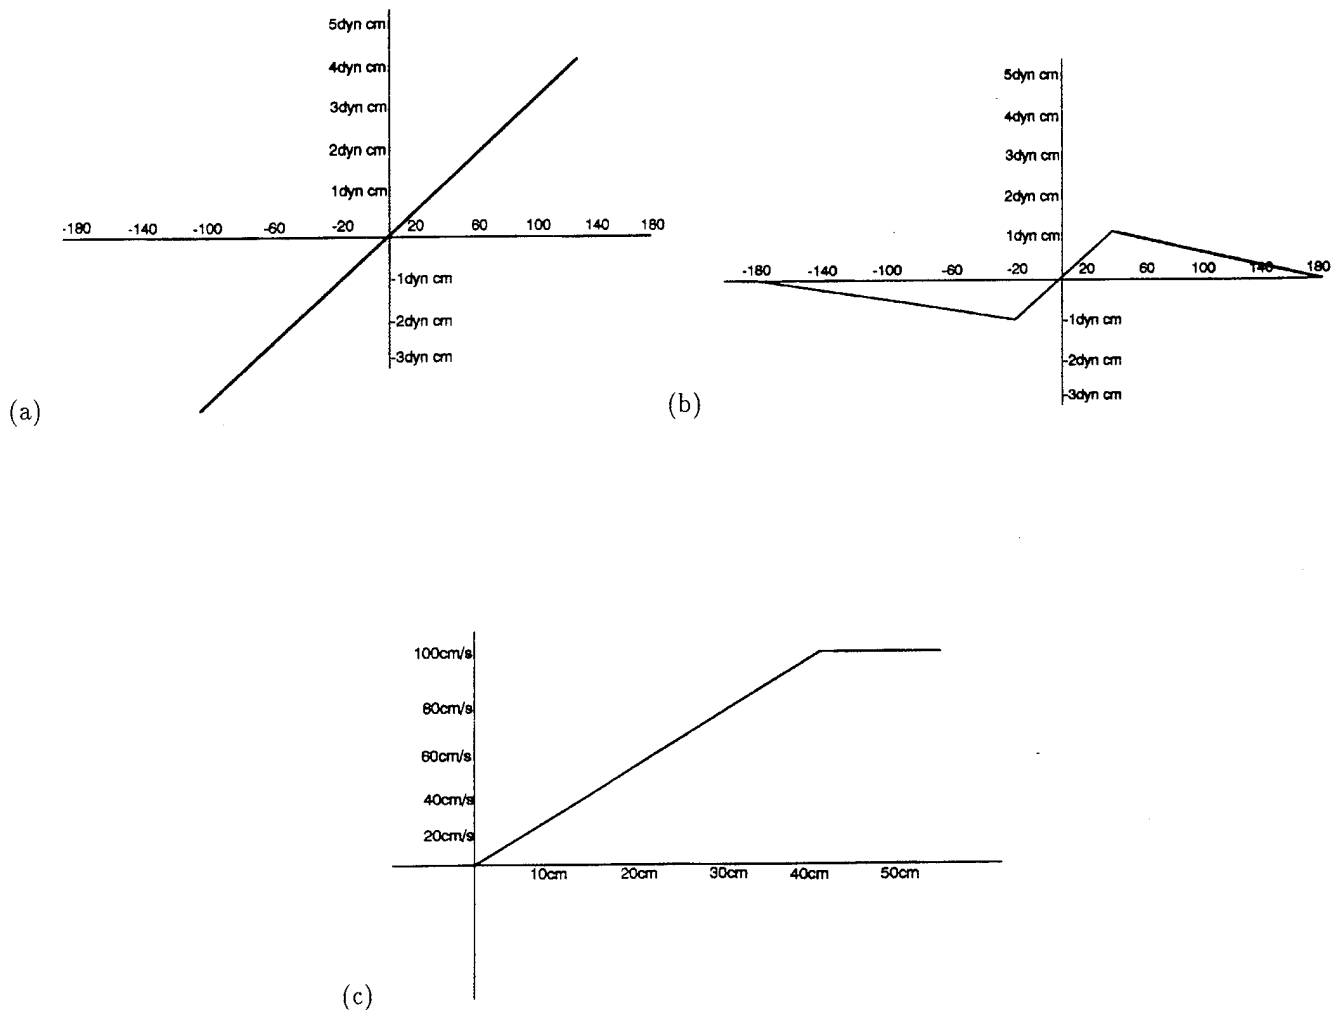 5dyn cm
4dyn cm
3dyn cm
2dyn cm
1dyn cm
-180 -140 -100 -60 -20 20 60 100 140 180
-1dyn cm
-2dyn cm
-3dyn cm
(a)
5dyn cm
4dyn cm
3dyn cm
2dyn cm
1dyn cm
-180 -140 -100 -60 -20 20 60 100 140 180
-1dyn cm
-2dyn cm
-3dyn cm
(b)
100cm/s
80cm/s
60cm/s
40cm/s
20cm/s
10cm 20cm 30cm 40cm 50cm
(c)